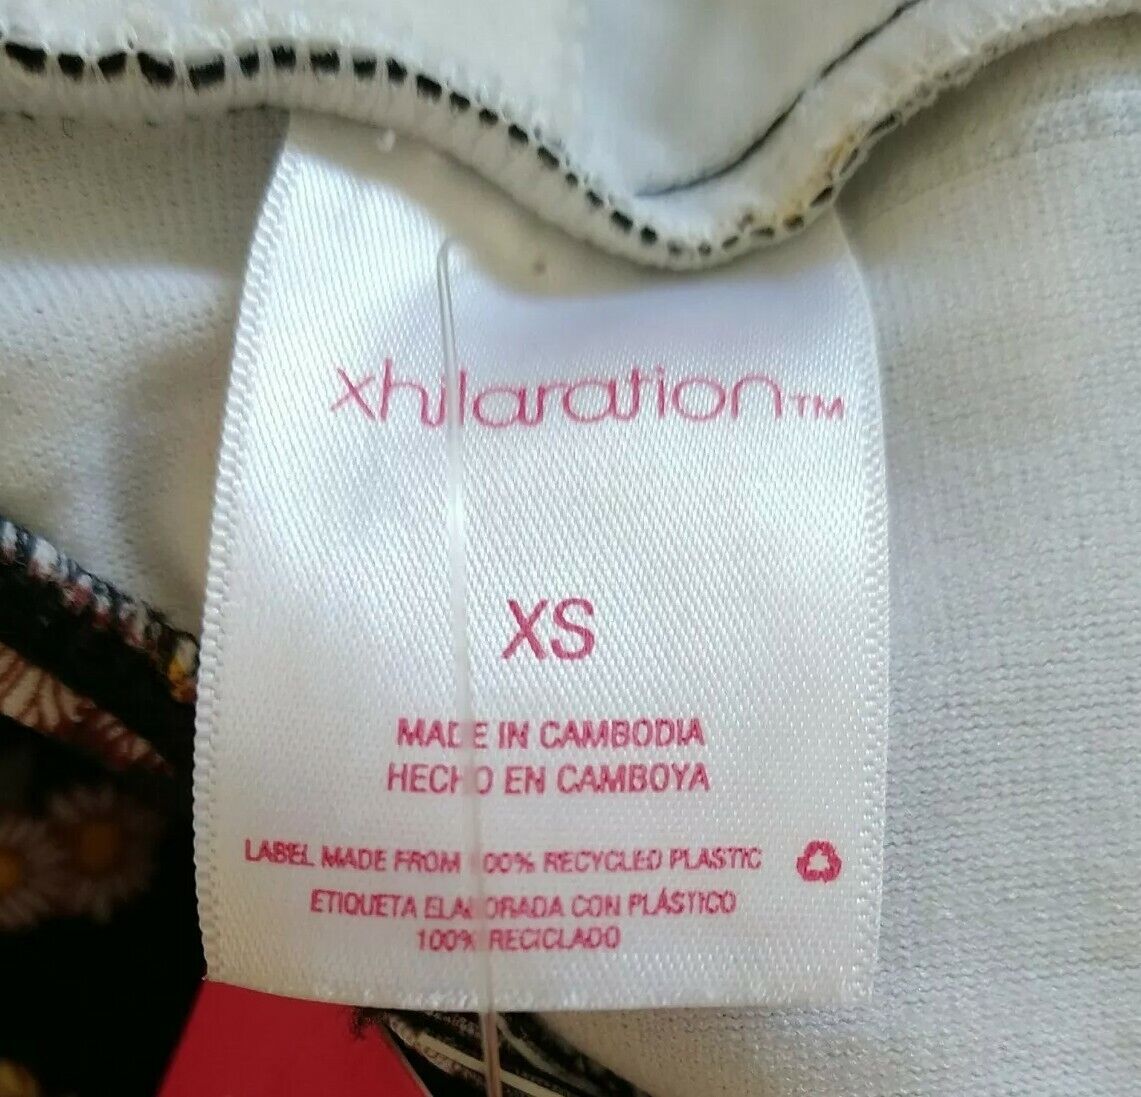 xhilaration™
XS
MADE IN CAMBODIA
HECHO EN CAMBOYA
LABEL MADE FROM 100% RECYCLED PLASTIC
ETIQUETA ELABORADA CON PLÁSTICO
100% RECICLADO